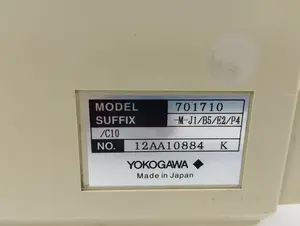 MODEL 701710
SUFFIX -M-J1/B5/E2/P4
/C10
NO. 12AA10884 K
YOKOGAWA
Made in Japan